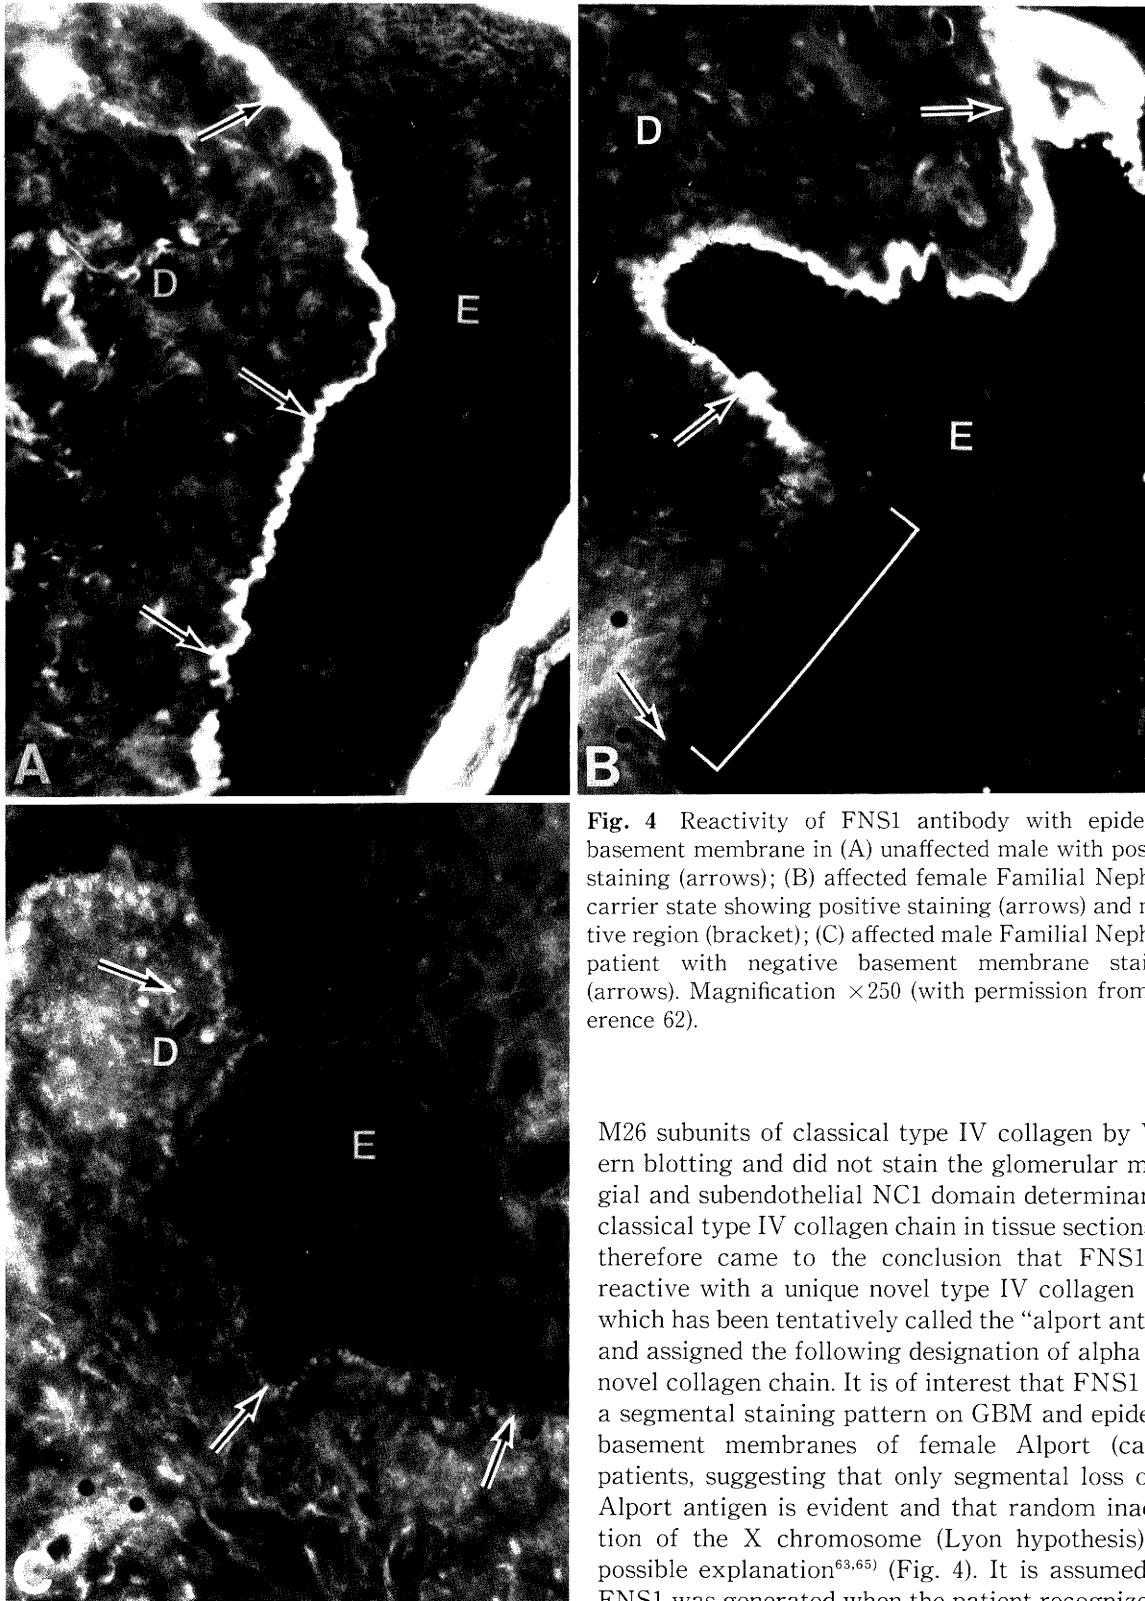 D
E
A
D
E
B
D
E
C
Fig. 4 Reactivity of FNS1 antibody with epide
basement membrane in (A) unaffected male with pos
staining (arrows); (B) affected female Familial Neph
carrier state showing positive staining (arrows) and n
tive region (bracket); (C) affected male Familial Neph
patient with negative basement membrane stai
(arrows). Magnification ×250 (with permission from
erence 62).
M26 subunits of classical type IV collagen by
ern blotting and did not stain the glomerular m
gial and subendothelial NC1 domain determinan
classical type IV collagen chain in tissue section
therefore came to the conclusion that FNS1
reactive with a unique novel type IV collagen
which has been tentatively called the “alport ant
and assigned the following designation of alpha
novel collagen chain. It is of interest that FNS1
a segmental staining pattern on GBM and epide
basement membranes of female Alport (ca
patients, suggesting that only segmental loss o
Alport antigen is evident and that random inac
tion of the X chromosome (Lyon hypothesis)
possible explanation63,65) (Fig. 4). It is assumed
FNS1 was generated when the patient recognize